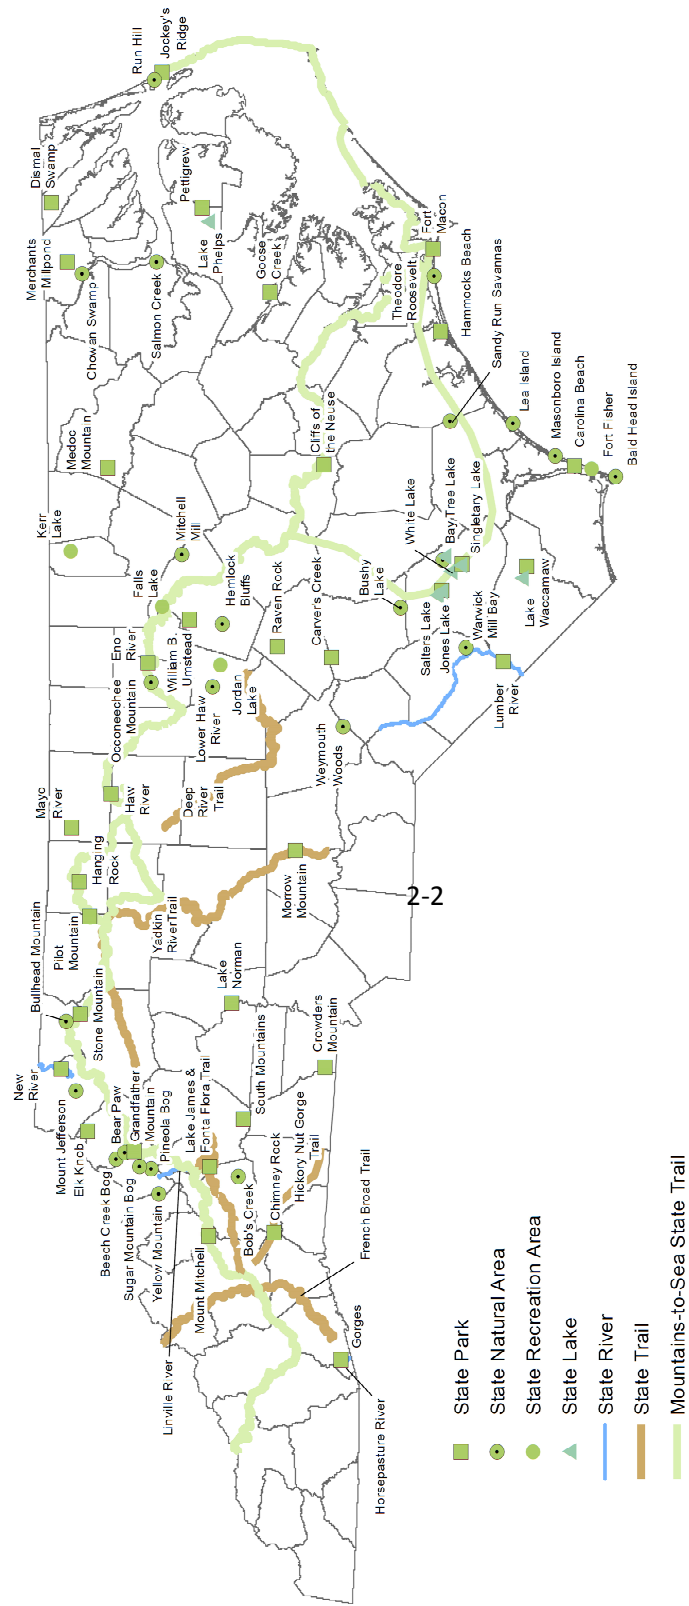 Run Hill
Jockey's
Ridge
Dismal
Swamp
Merchants
Millpond
Chowan Swamp
Salmon Creek
Pettigrew
Lake
Phelps
Goose
Creek
Theodore
Roosevelt
Fort
Macon
Hammocks Beach
Sandy Run Savannas
Lea Island
Masonboro Island
Carolina Beach
Fort Fisher
Bald Head Island
Medoc
Mountain
Cliffs of
the Neuse
Kerr
Lake
Mitchell
Mill
Falls
Lake
Hemlock
Bluffs
Raven Rock
Carver's Creek
Bushy
Lake
White Lake
Bay Tree Lake
Singletary Lake
Salters Lake
Jones Lake
Warwick
Mill Bay
Lake
Waccamaw
Lumber
River
Eno
River
William B.
Umstead
Occoneechee
Mountain
Lower Haw
River
Jordan
Lake
Weymouth
Woods
Mayo
River
Haw
River
Deep
River
Trail
Hanging
Rock
Pilot
Mountain
Yadkin
RiverTrail
Morrow
Mountain
2-2
Bullhead Mountain
Stone Mountain
Lake
Norman
Crowders
Mountain
New
River
Mount Jefferson
Elk Knob
Bear Paw
Grandfather
Mountain
Pineola Bog
Beech Creek Bog
Sugar Mountain Bog
Yellow Mountain
Lake James &
Fonta Flora Trail
South Mountains
Bob's Creek
Chimney Rock
Hickory Nut Gorge
Trail
Mount Mitchell
Linville River
French Broad Trail
Gorges
Horsepasture River
State Park
State Natural Area
State Recreation Area
State Lake
State River
State Trail
Mountains-to-Sea State Trail